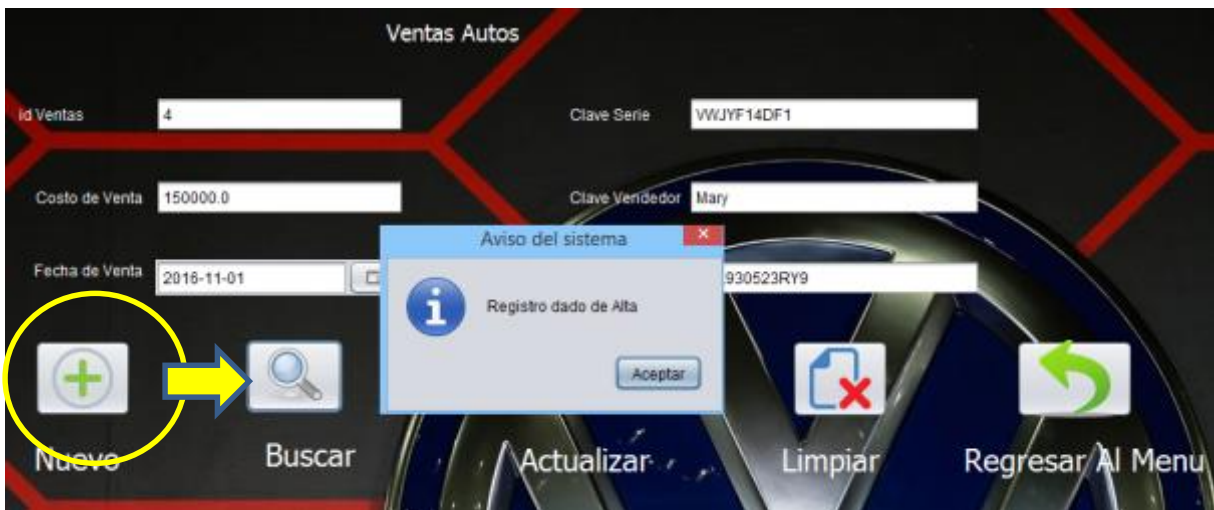 Ventas Autos
Id Ventas 4 Clave Serie VWJYF14DF1
Costo de Venta 150000.0 Clave Vendedor Mary
Aviso del sistema
Fecha de Venta 2016-11-01 930523RY9
Registro dado de Alta
Aceptar
Nuevo Buscar Actualizar Limpiar Regresar Al Menu